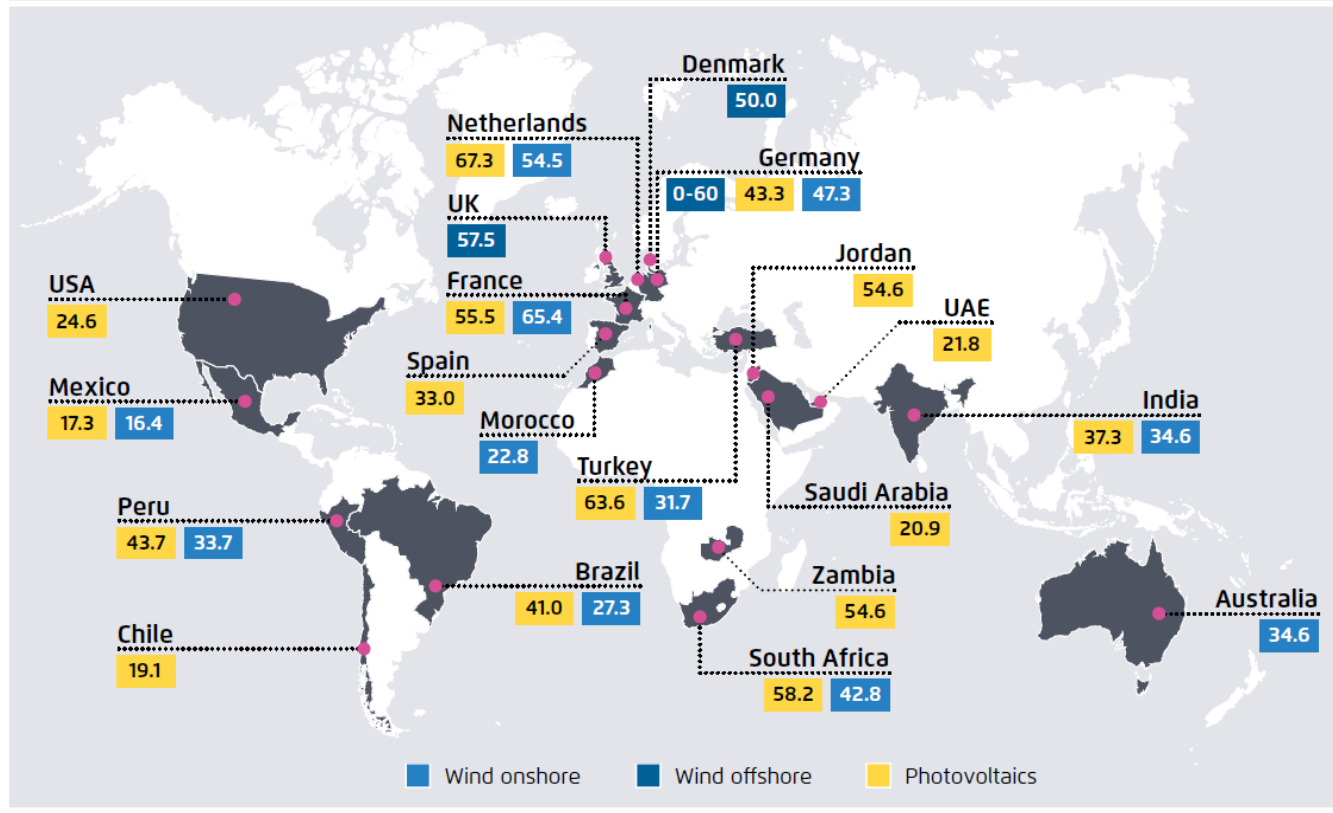 Denmark
50.0
Netherlands
67.3 54.5
Germany
0-60 43.3 47.3
UK
57.5
Jordan
54.6
USA
24.6
France
55.5 65.4
UAE
21.8
Spain
33.0
Mexico
17.3 16.4
Morocco
22.8
India
37.3 34.6
Turkey
63.6 31.7
Saudi Arabia
20.9
Peru
43.7 33.7
Brazil
41.0 27.3
Zambia
54.6
Australia
34.6
Chile
19.1
South Africa
58.2 42.8
Wind onshore Wind offshore Photovoltaics